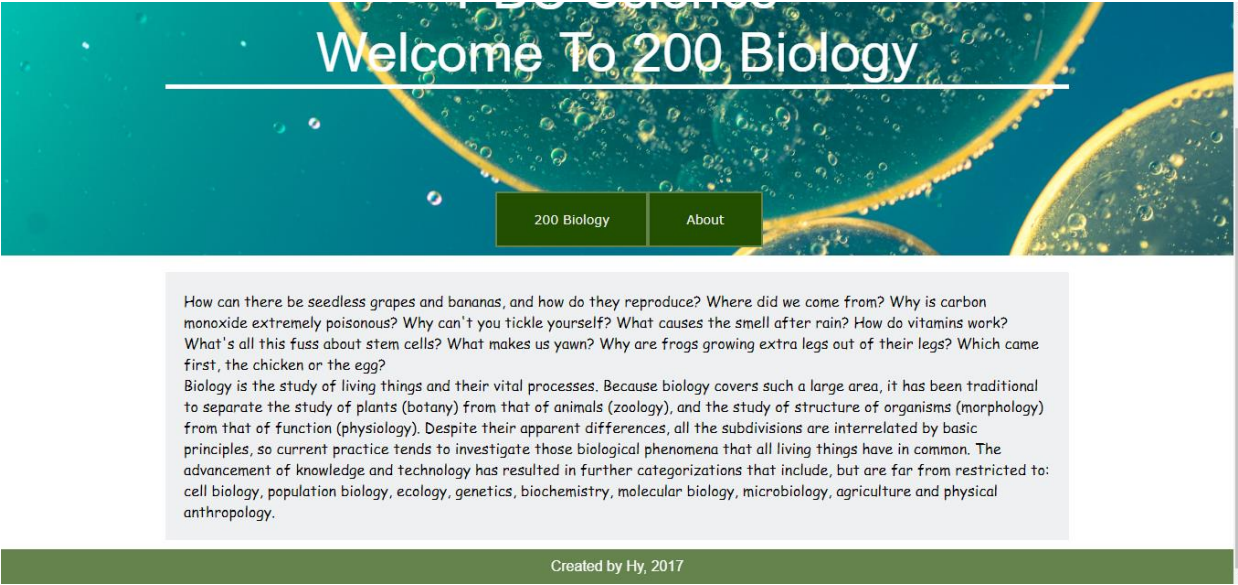 Science
Welcome To 200 Biology
200 Biology
About
How can there be seedless grapes and bananas, and how do they reproduce? Where did we come from? Why is carbon
monoxide extremely poisonous? Why can't you tickle yourself? What causes the smell after rain? How do vitamins work?
What's all this fuss about stem cells? What makes us yawn? Why are frogs growing extra legs out of their legs? Which came
first, the chicken or the egg?
Biology is the study of living things and their vital processes. Because biology covers such a large area, it has been traditional
to separate the study of plants (botany) from that of animals (zoology), and the study of structure of organisms (morphology)
from that of function (physiology). Despite their apparent differences, all the subdivisions are interrelated by basic
principles, so current practice tends to investigate those biological phenomena that all living things have in common. The
advancement of knowledge and technology has resulted in further categorizations that include, but are far from restricted to:
cell biology, population biology, ecology, genetics, biochemistry, molecular biology, microbiology, agriculture and physical
anthropology.
Created by Hy, 2017